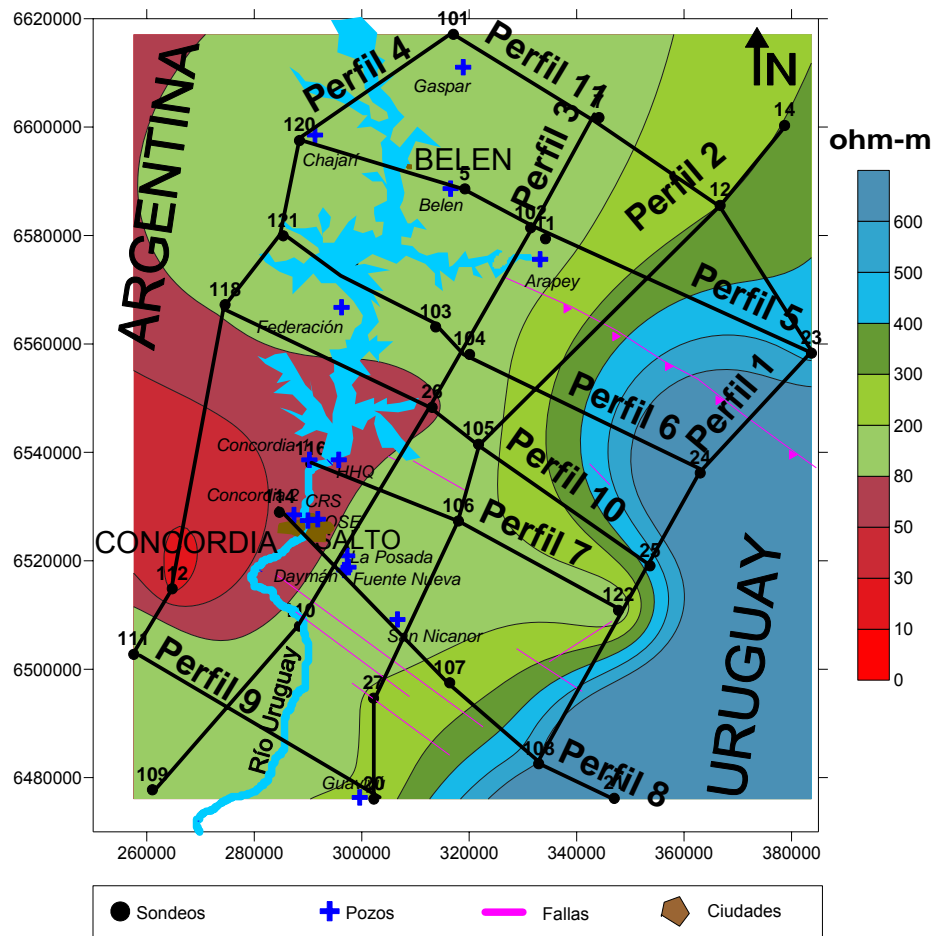 6620000
6600000
6580000
6560000
6540000
6520000
6500000
6480000
260000
280000
300000
320000
340000
360000
380000
101
Perfil 4
Perfil 11
Gaspar
N
ohm-m
14
120
Chajarí
BELEN
Perfil 3
Perfil 2
5
Belen
12
ARGENTINA
102
11
121
Arapey
118
Federación
103
104
Perfil 5
23
Perfil 1
26
Perfil 6
105
Concordia 1
116
HHQ
24
Perfil 10
Concordia 2
114
CRS
OSE
106
Perfil 7
CONCORDIA
SALTO
La Posada
Daymán
Fuente Nueva
25
112
122
110
San Nicanor
111
Perfil 9
107
27
Río Uruguay
URUGUAY
109
108
Perfil 8
20
600
500
400
300
200
80
50
30
10
0
Sondeos
Pozos
Fallas
Ciudades